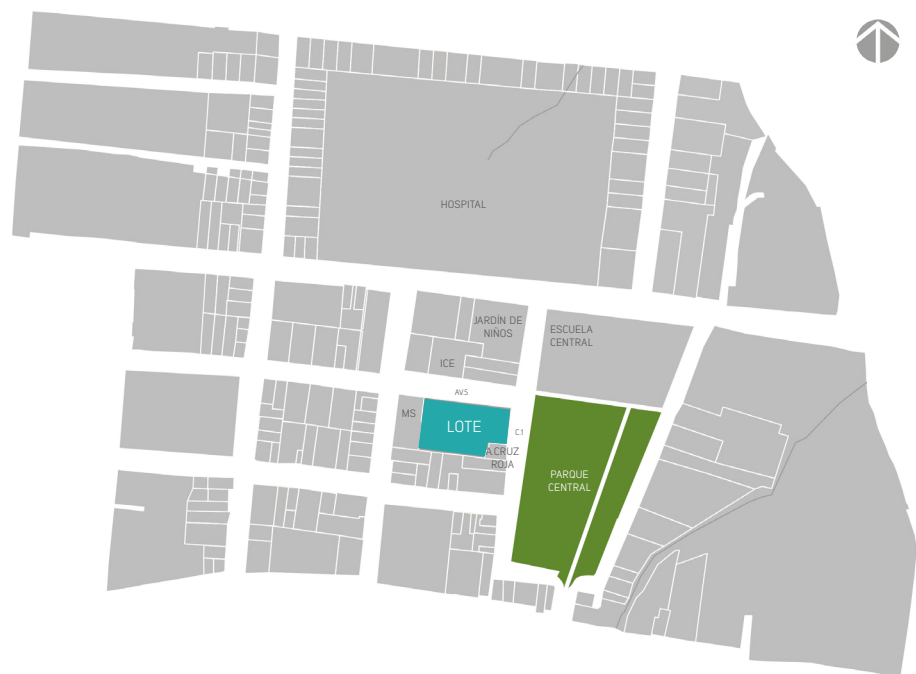 HOSPITAL
JARDÍN DE
NIÑOS
ESCUELA
CENTRAL
ICE
AV5
MS
LOTE
C1
A.CRUZ
ROJA
PARQUE
CENTRAL